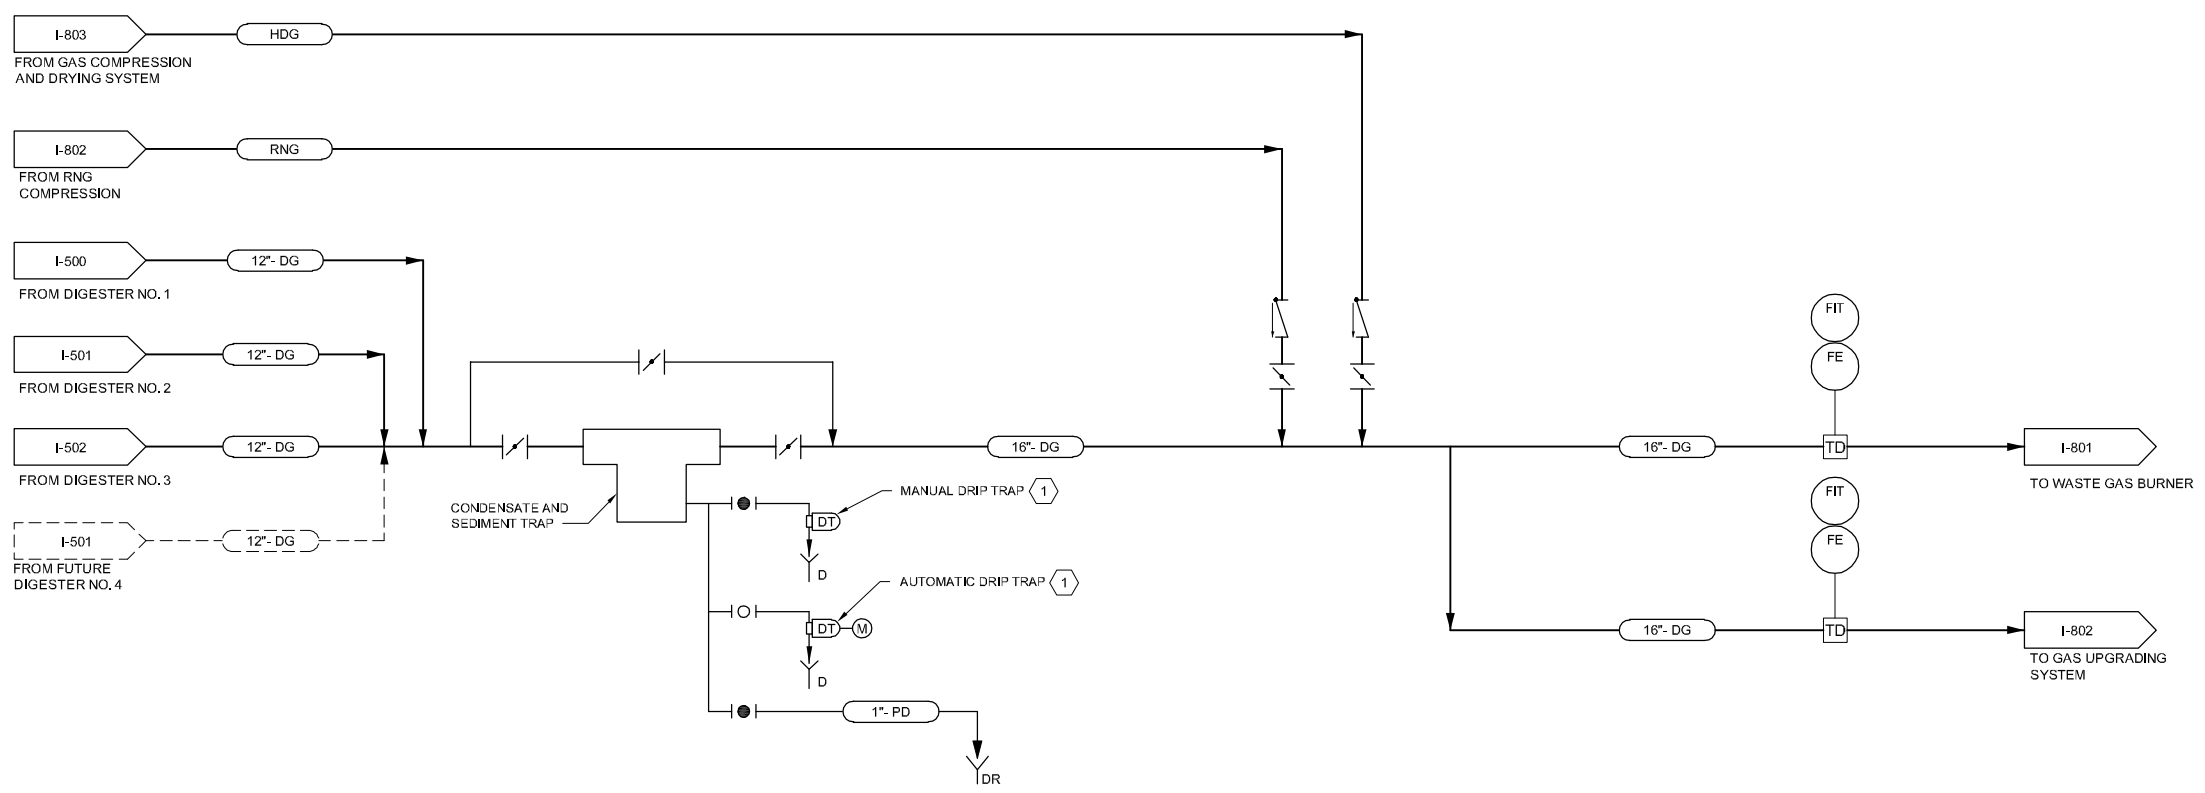 I-803
HDG
FROM GAS COMPRESSION
AND DRYING SYSTEM
I-802
RNG
FROM RNG
COMPRESSION
I-500
12"- DG
FROM DIGESTER NO. 1
I-501
12"- DG
FROM DIGESTER NO. 2
I-502
12"- DG
FROM DIGESTER NO. 3
I-501
12"- DG
FROM FUTURE
DIGESTER NO. 4
CONDENSATE AND
SEDIMENT TRAP
MANUAL DRIP TRAP 1
DT
D
AUTOMATIC DRIP TRAP 1
DT M
D
1"- PD
DR
16"- DG
16"- DG
FIT
FE
TD
I-801
TO WASTE GAS BURNER
16"- DG
FIT
FE
TD
I-802
TO GAS UPGRADING
SYSTEM